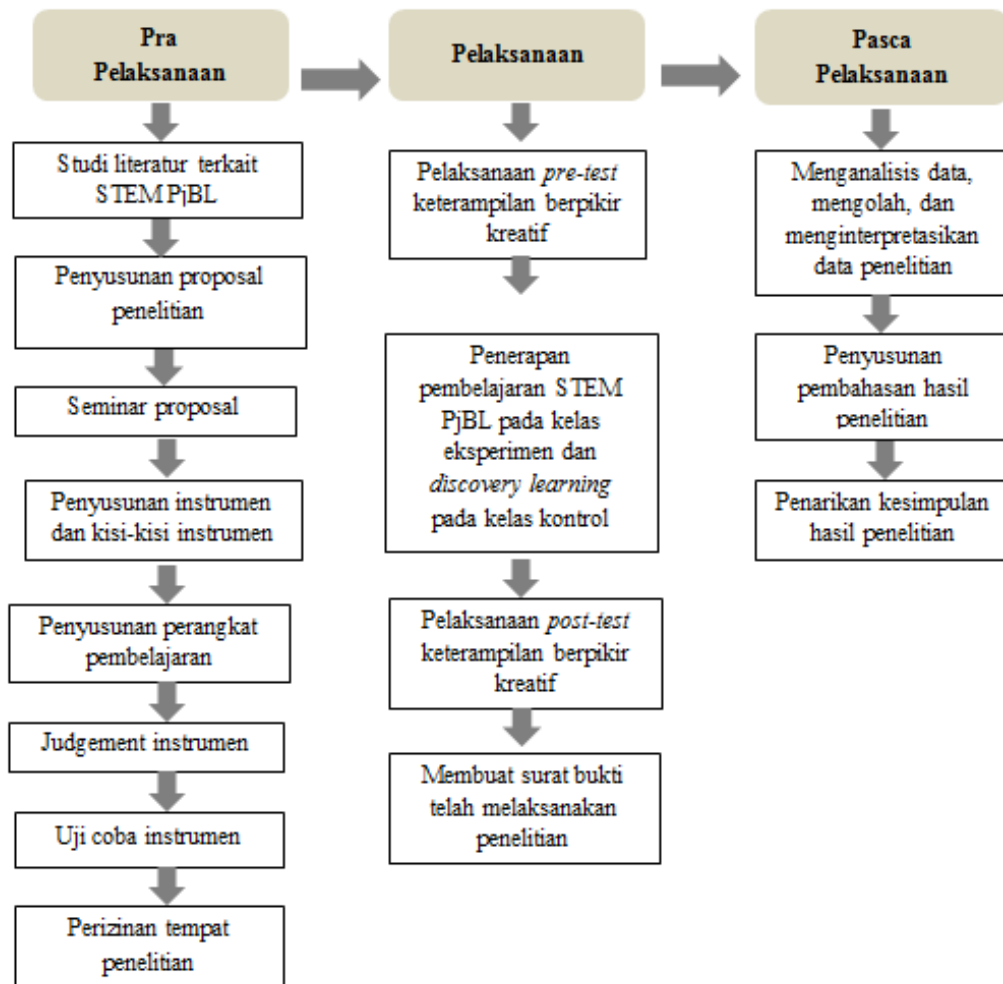 Pra
Pelaksanaan
Studi literatur terkait
STEM PjBL
Penyusunan proposal
penelitian
Seminar proposal
Penyusunan instrumen
dan kisi-kisi instrumen
Penyusunan perangkat
pembelajaran
Judgement instrumen
Uji coba instrumen
Perizinan tempat
penelitian
Pelaksanaan
Pelaksanaan pre-test
keterampilan berpikir
kreatif
Penerapan
pembelajaran STEM
PjBL pada kelas
eksperimen dan
discovery learning
pada kelas kontrol
Pelaksanaan post-test
keterampilan berpikir
kreatif
Membuat surat bukti
telah melaksanakan
penelitian
Pasca
Pelaksanaan
Menganalisis data,
mengolah, dan
menginterpretasikan
data penelitian
Penyusunan
pembahasan hasil
penelitian
Penarikan kesimpulan
hasil penelitian